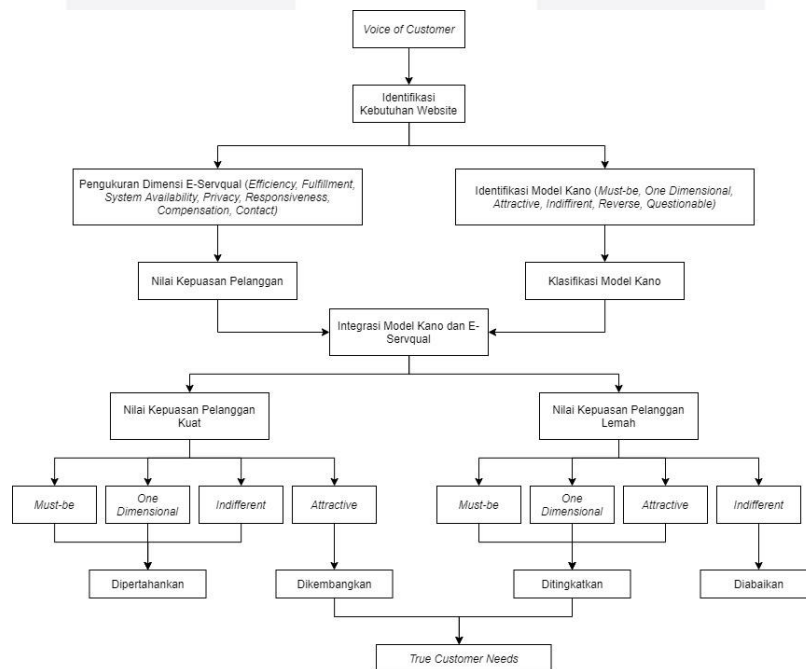 Voice of Customer
Identifikasi
Kebutuhan Website
Pengukuran Dimensi E-Servqual (Efficiency, Fulfillment,
System Availability, Privacy, Responsiveness,
Compensation, Contact)
Identifikasi Model Kano (Must-be, One Dimensional,
Attractive, Indiffirent, Reverse, Questionable)
Nilai Kepuasan Pelanggan
Klasifikasi Model Kano
Integrasi Model Kano dan E-
Servqual
Nilai Kepuasan Pelanggan
Kuat
Nilai Kepuasan Pelanggan
Lemah
Must-be
One
Dimensional
Indifferent
Attractive
Must-be
One
Dimensional
Attractive
Indifferent
Dipertahankan
Dikembangkan
Ditingkatkan
Diabaikan
True Customer Needs